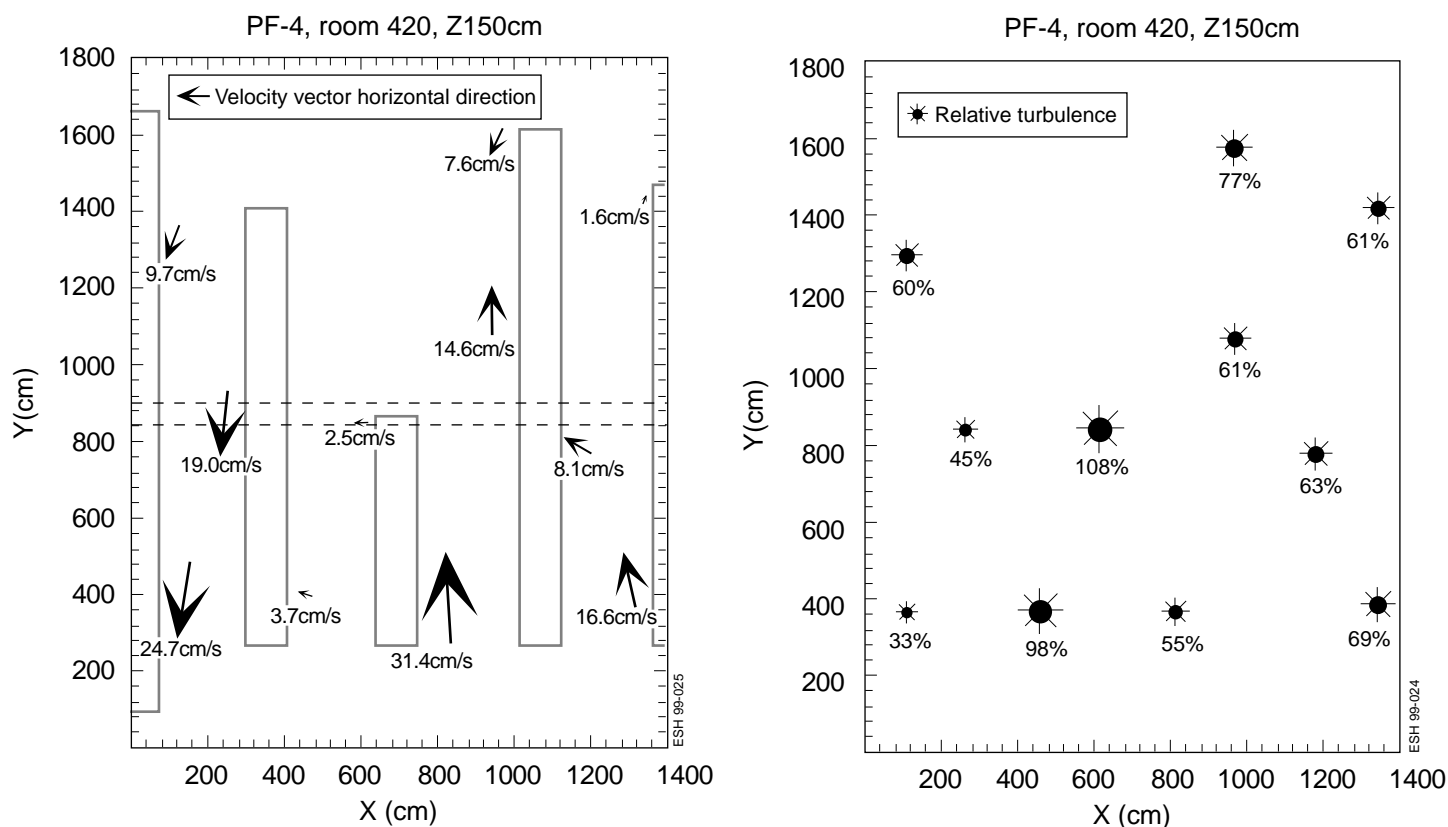 PF-4, room 420, Z150cm
Velocity vector horizontal direction
1800
1600
1400
1200
1000
800
600
400
200
Y(cm)
7.6cm/s
1.6cm/s
9.7cm/s
14.6cm/s
2.5cm/s
19.0cm/s
8.1cm/s
3.7cm/s
16.6cm/s
24.7cm/s
31.4cm/s
ESH 99-025
200 400 600 800 1000 1200 1400
X (cm)
PF-4, room 420, Z150cm
Relative turbulence
1800
1600
1400
1200
1000
800
600
400
200
Y(cm)
77%
61%
60%
61%
45%
108%
63%
33%
98%
55%
69%
ESH 99-024
200 400 600 800 1000 1200 1400
X (cm)